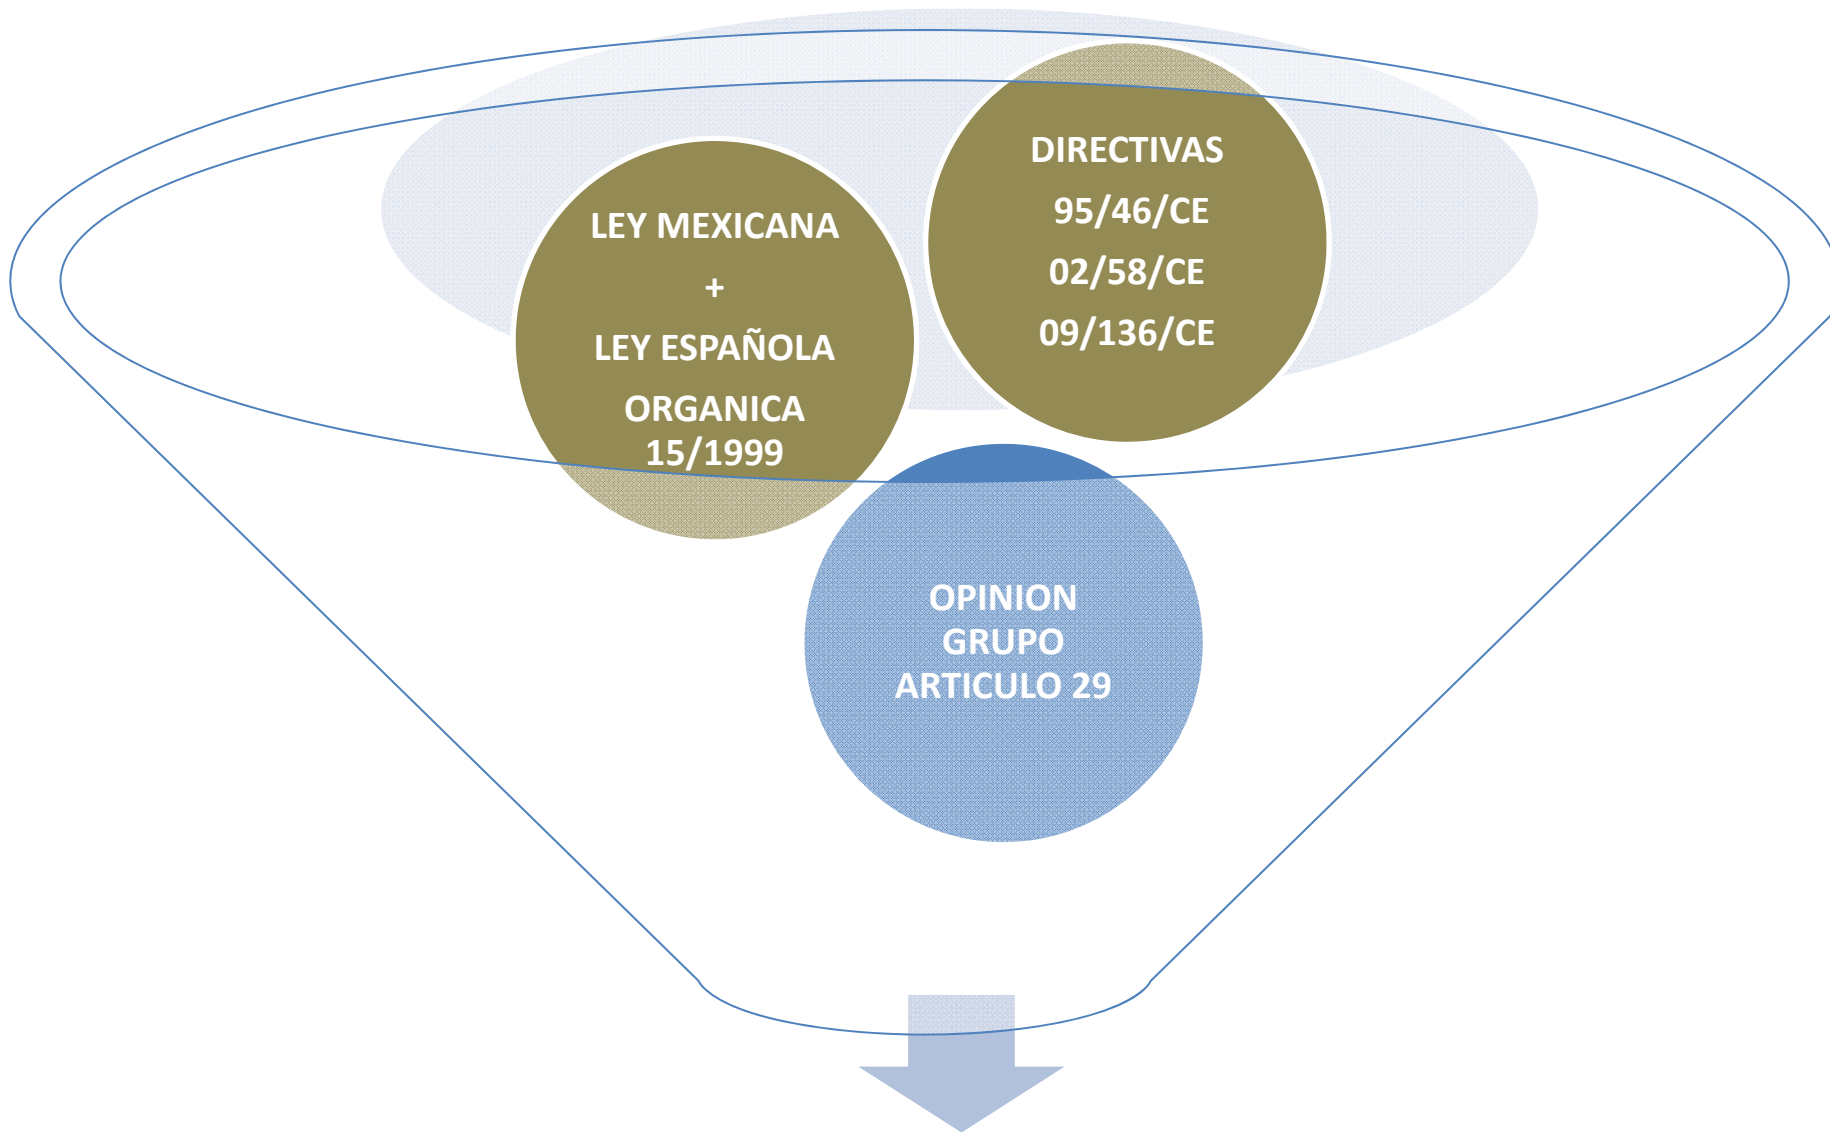 LEY MEXICANA
+
LEY ESPAÑOLA
ORGANICA
15/1999
DIRECTIVAS
95/46/CE
02/58/CE
09/136/CE
OPINION
GRUPO
ARTICULO 29